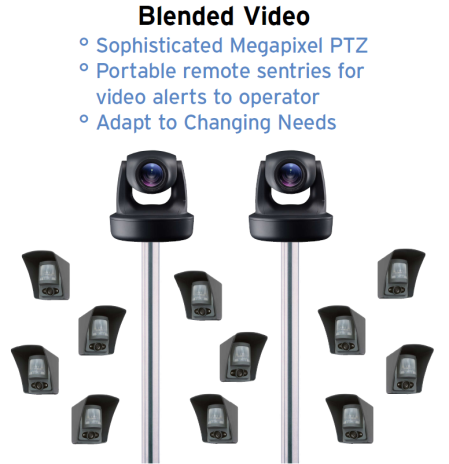 Blended Video
° Sophisticated Megapixel PTZ
° Portable remote sentries for
video alerts to operator
° Adapt to Changing Needs